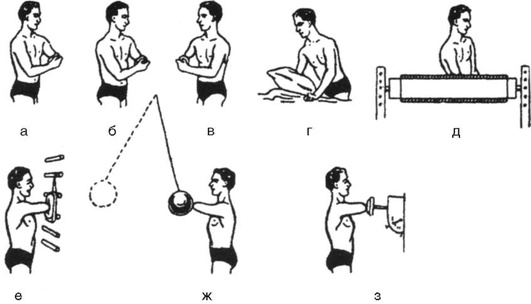 а б в г д
е ж з